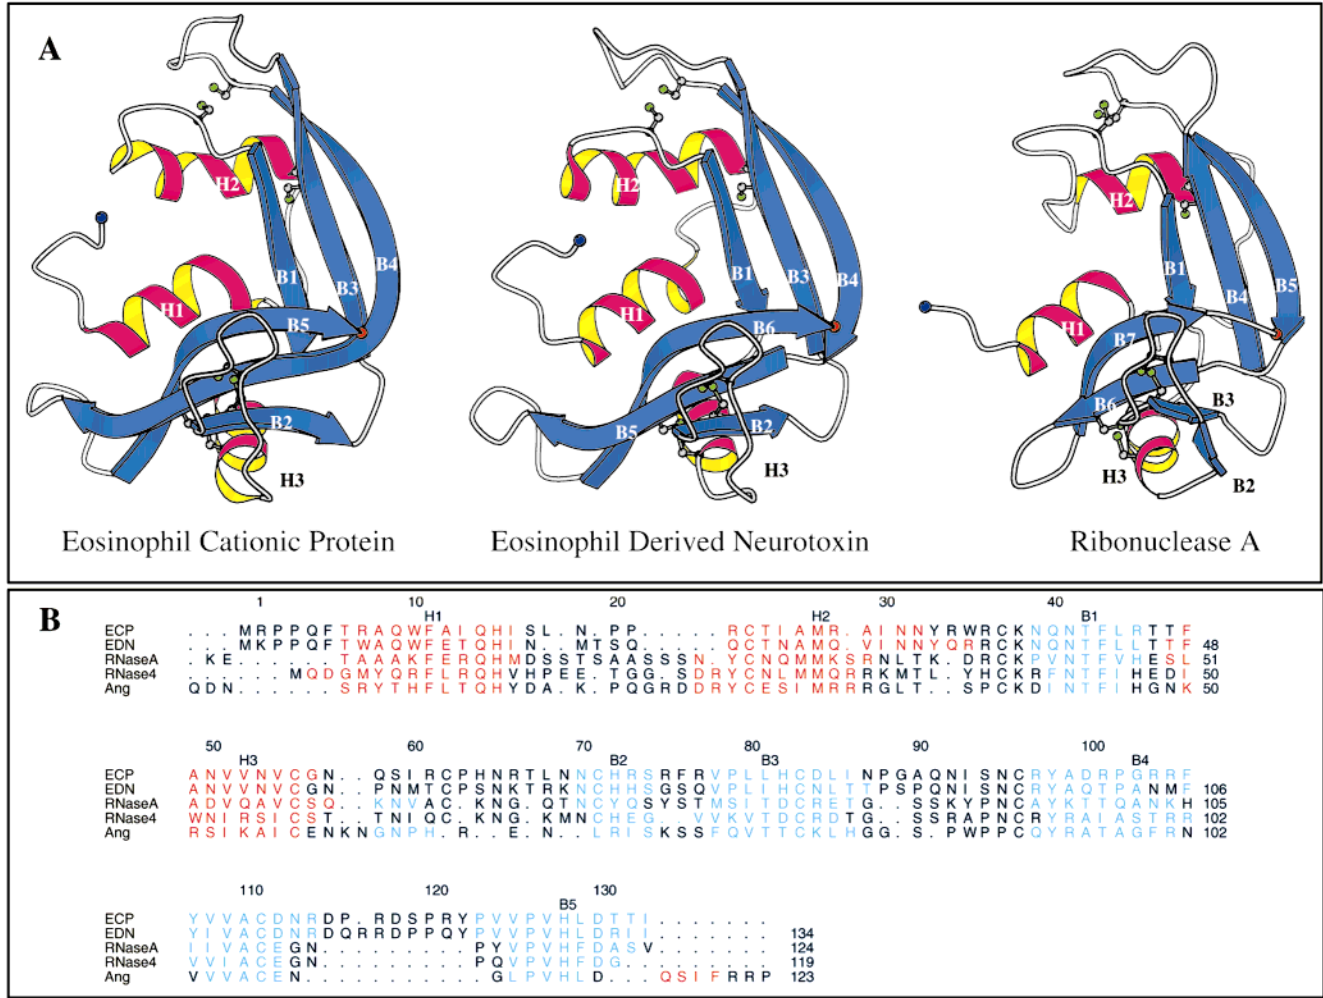 A
H2
H1
B1
B3
B4
B5
B2
H3
H2
H1
B1
B3
B4
B6
B5
B2
H3
H2
H1
B1
B4
B5
B7
B6
B3
H3
B2
Eosinophil Cationic Protein
Eosinophil Derived Neurotoxin
Ribonuclease A
B
1 10 20 30 40
H1 H2 B1
ECP . . . M R P P Q F T R A Q W F A I Q H I S L . N . P P . . . . . R C T I A M R . A I N N Y R W R C K N Q N T F L R T T F
EDN . . . M K P P Q F T W A Q W F E T Q H I N . . M T S Q . . . . . Q C T N A M Q . V I N N Y Q R R C K N Q N T F L L T T F 48
RNaseA . K E . . . . . . T A A A K F E R Q H M D S S T S A A S S S N . Y C N Q M M K S R N L T K . D R C K P V N T F V H E S L 51
RNase4 . . . . . . M Q D G M Y Q R F L R Q H V H P E E . T G G . S D R Y C N L M M Q R R K M T L . Y H C K R F N T F I H E D I 50
Ang Q D N . . . . . . S R Y T H F L T Q H Y D A . K . P Q G R D D R Y C E S I M R R R G L T . . S P C K D I N T F I H G N K 50
50 60 70 80 90 100
H3 B2 B3 B4
ECP A N V V N V C G N . . Q S I R C P H N R T L N N C H R S R F R V P L L H C D L I N P G A Q N I S N C R Y A D R P G R R F
EDN A N V V N V C G N . . P N M T C P S N K T R K N C H H S G S Q V P L I H C N L T T P S P Q N I S N C R Y A Q T P A N M F 106
RNaseA A D V Q A V C S Q . . K N V A C . K N G . Q T N C Y Q S Y S T M S I T D C R E T G . . S S K Y P N C A Y K T T Q A N K H 105
RNase4 W N I R S I C S T . . T N I Q C . K N G . K M N C H E G . . V V K V T D C R D T G . . S S R A P N C R Y R A I A S T R R 102
Ang R S I K A I C E N K N G N P H . R . . E . N . . L R I S K S S F Q V T T C K L H G G . S . P W P P C Q Y R A T A G F R N 102
110 120 130
B5
ECP Y V V A C D N R D P . R D S P R Y P V V P V H L D T T I . . . . . . .
EDN Y I V A C D N R D Q R R D P P Q Y P V V P V H L D R I I . . . . . . . 134
RNaseA I I V A C E G N . . . . . . . . . . P Y V P V H F D A S V . . . . . . . 124
RNase4 V V I A C E G N . . . . . . . . . . P Q V P V H F D G . . . . . . . . 119
Ang V V V A C E N . . . . . . . . . . . G L P V H L D . . . Q S I F R R P 123